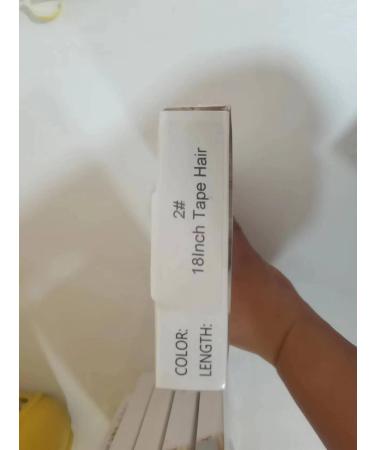 COLOR: 2#
LENGTH: 18Inch Tape Hair